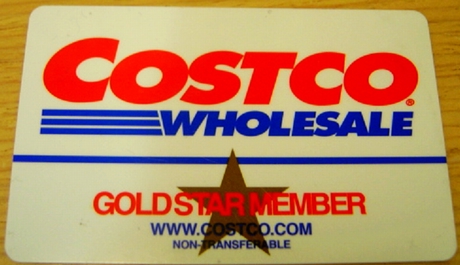 COSTCO®
WHOLESALE
GOLD STAR MEMBER
WWW.COSTCO.COM
NON-TRANSFERABLE